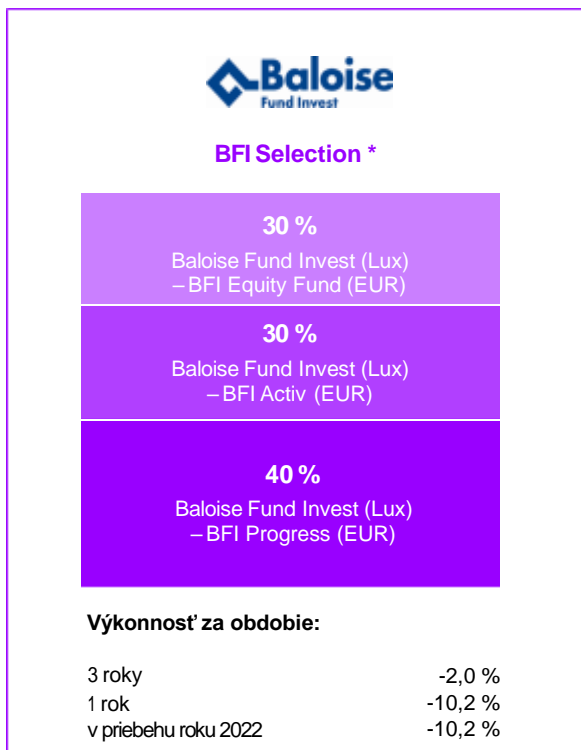 Baloise
Fund Invest
BFI Selection *
30 %
Baloise Fund Invest (Lux)
– BFI Equity Fund (EUR)
30 %
Baloise Fund Invest (Lux)
– BFI Activ (EUR)
40 %
Baloise Fund Invest (Lux)
– BFI Progress (EUR)
Výkonnosť za obdobie:
3 roky -2,0 %
1 rok -10,2 %
v priebehu roku 2022 -10,2 %